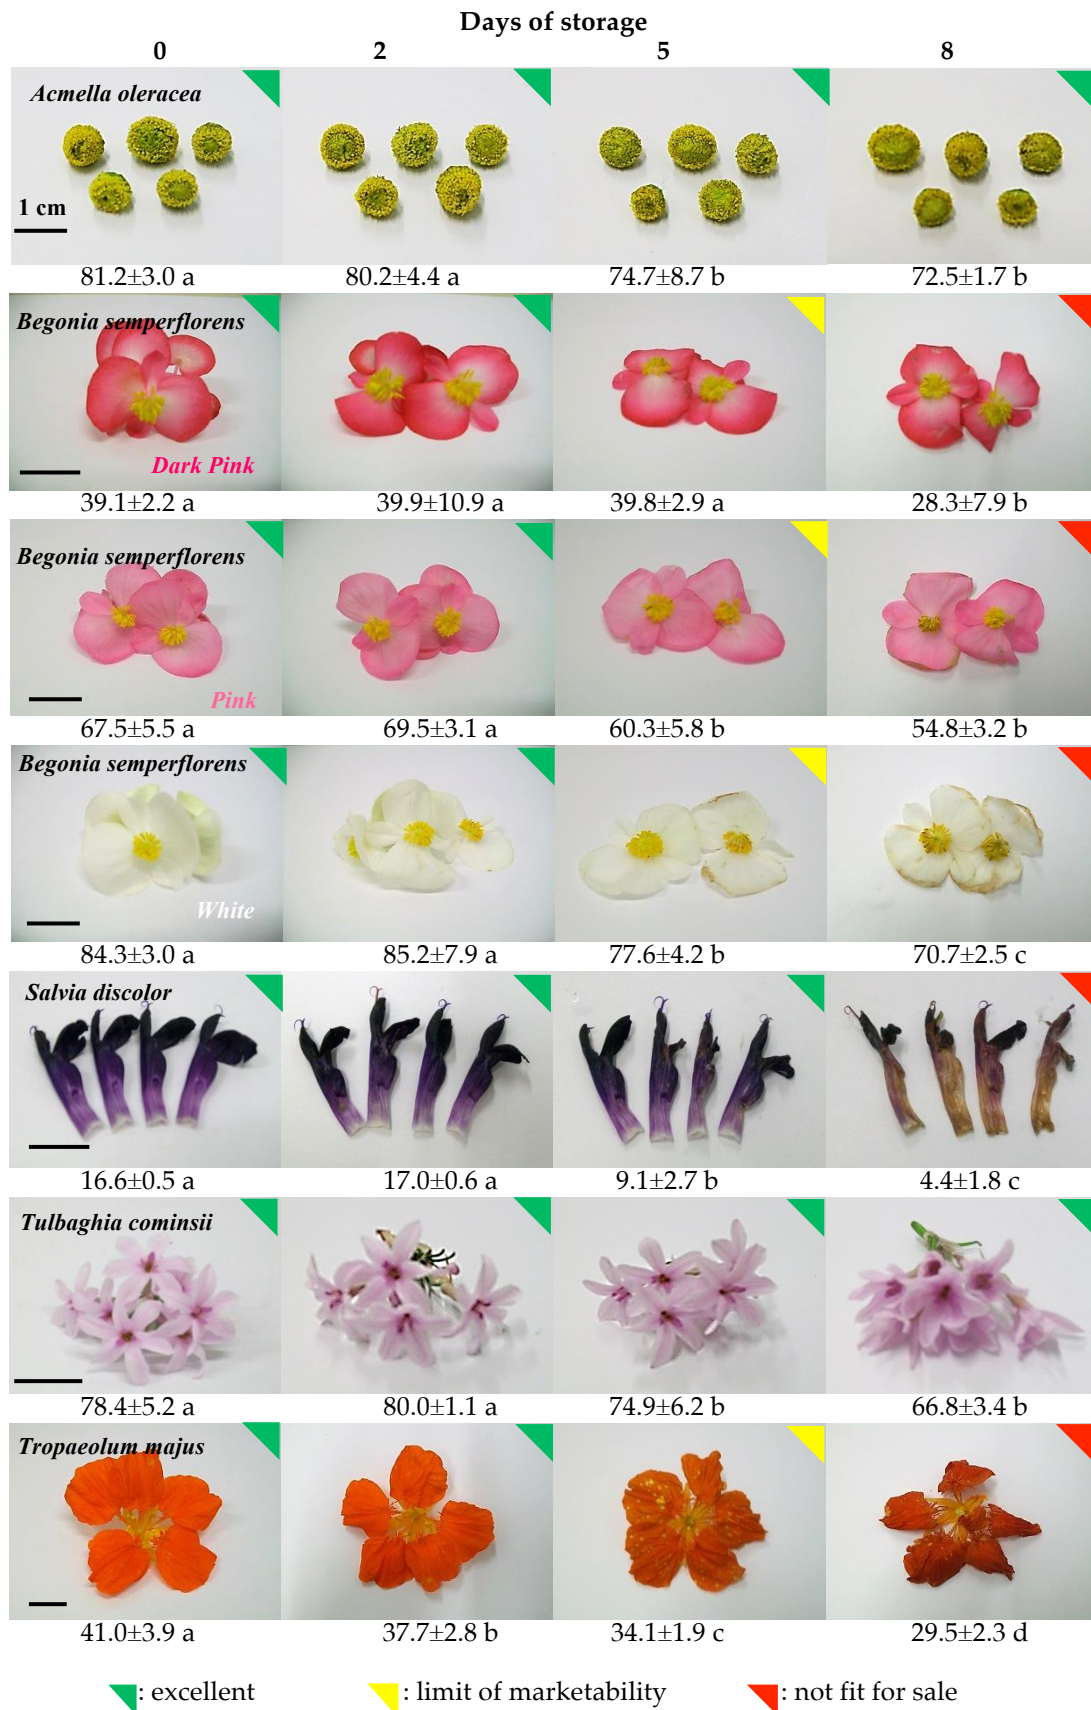 Days of storage
0 2 5 8
Acmella oleracea
1 cm
81.2±3.0 a 80.2±4.4 a 74.7±8.7 b 72.5±1.7 b
Begonia semperflorens
Dark Pink
39.1±2.2 a 39.9±10.9 a 39.8±2.9 a 28.3±7.9 b
Begonia semperflorens
Pink
67.5±5.5 a 69.5±3.1 a 60.3±5.8 b 54.8±3.2 b
Begonia semperflorens
White
84.3±3.0 a 85.2±7.9 a 77.6±4.2 b 70.7±2.5 c
Salvia discolor
16.6±0.5 a 17.0±0.6 a 9.1±2.7 b 4.4±1.8 c
Tulbaghia cominsii
78.4±5.2 a 80.0±1.1 a 74.9±6.2 b 66.8±3.4 b
Tropaeolum majus
41.0±3.9 a 37.7±2.8 b 34.1±1.9 c 29.5±2.3 d
: excellent : limit of marketability : not fit for sale